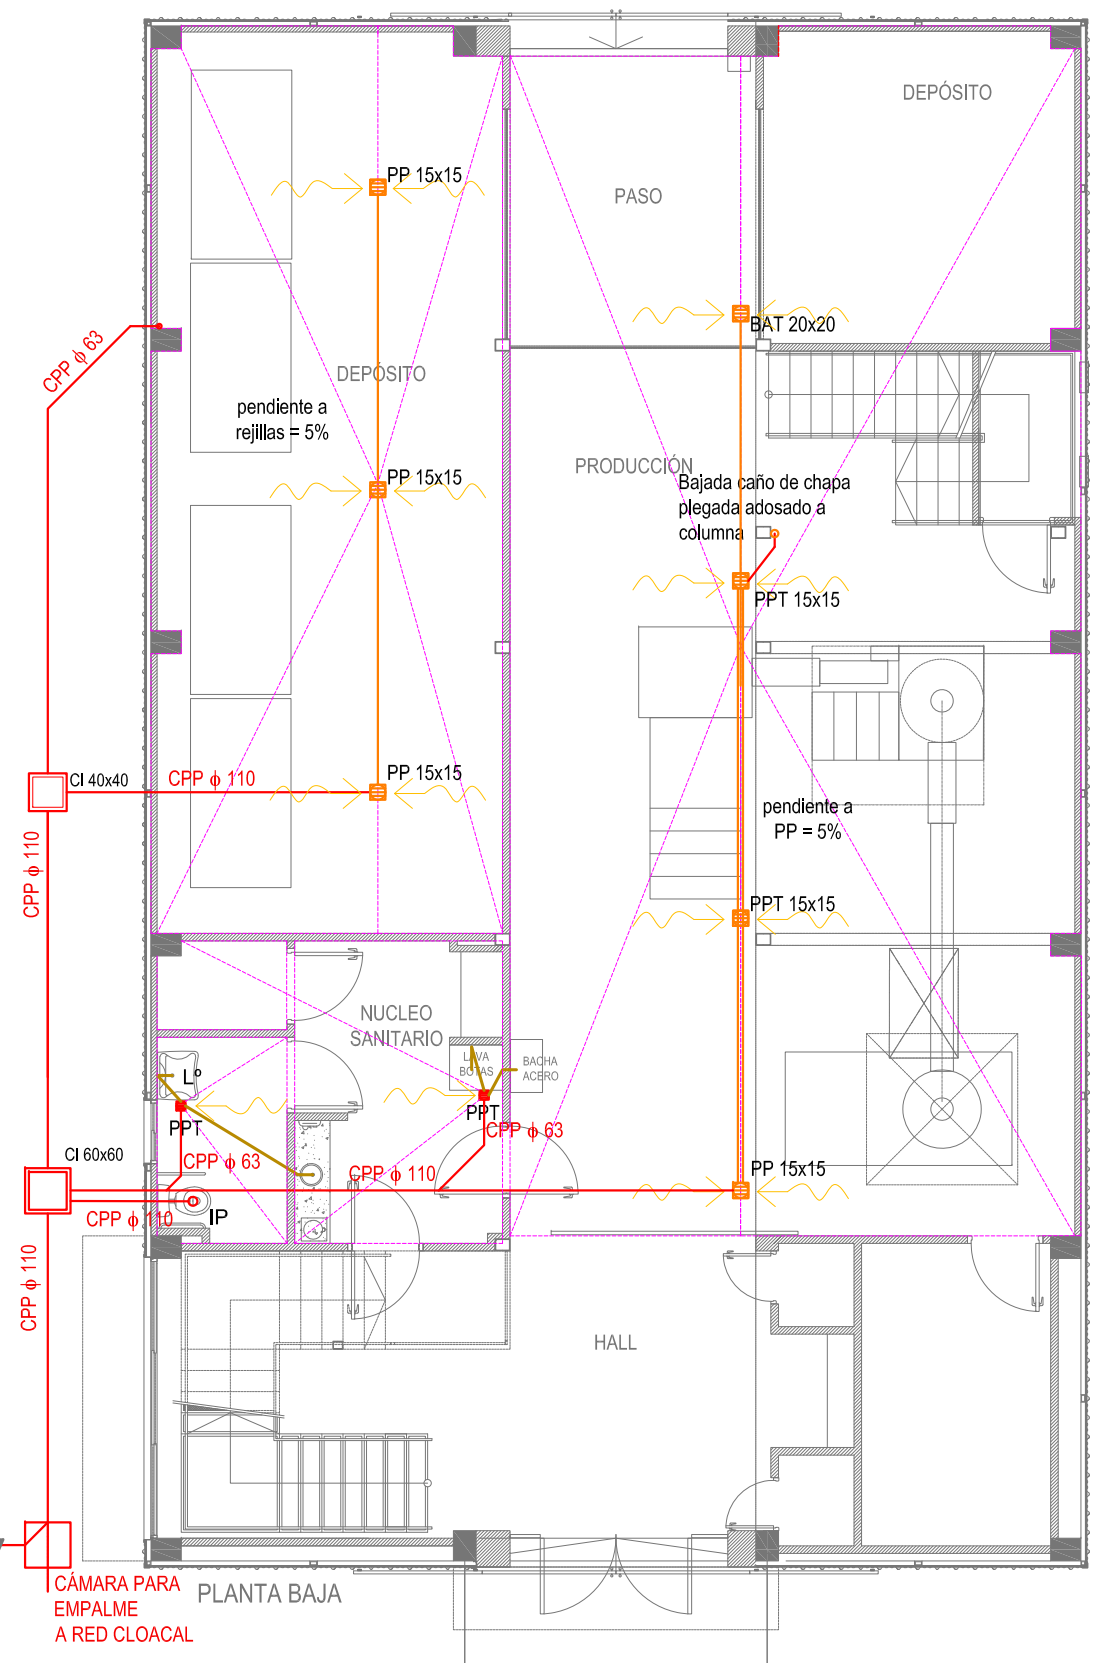 DEPÓSITO
PP 15x15
PASO
BAT 20x20
CPP ϕ 63
DEPÓSITO
pendiente a
rejillas = 5%
PRODUCCIÓN
PP 15x15
Bajada caño de chapa
plegada adosado a
columna
PPT 15x15
CI 40x40
CPP ϕ 110
PP 15x15
pendiente a
PP = 5%
CPP ϕ 110
PPT 15x15
NUCLEO
SANITARIO
LAVA
BOTAS
BACHA
ACERO
Lº
PPT
PPT
CPP ϕ 63
CI 60x60
CPP ϕ 63
CPP ϕ 110
PP 15x15
CPP ϕ 110
IP
CPP ϕ 110
HALL
CÁMARA PARA
EMPALME
A RED CLOACAL
PLANTA BAJA